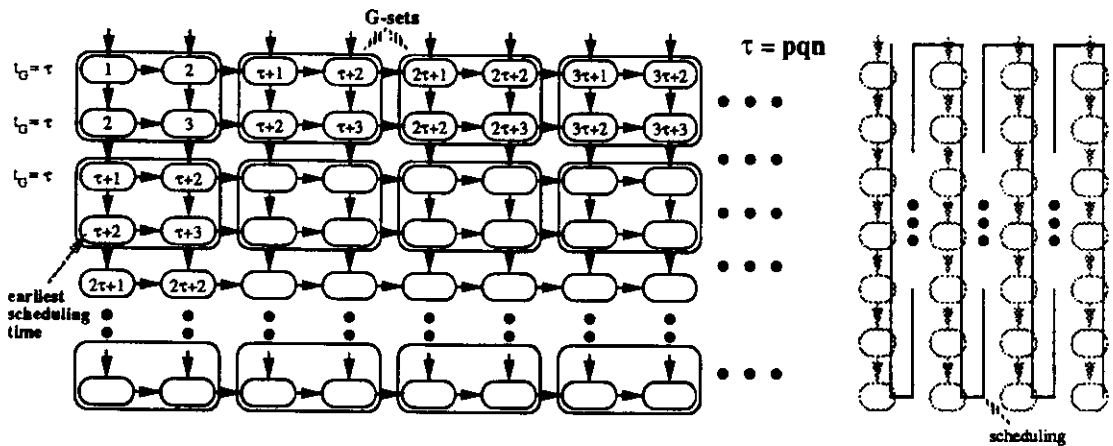 G-sets
τ = pqn
t_G = τ 1 2 τ+1 τ+2 2τ+1 2τ+2 3τ+1 3τ+2
t_G = τ 2 3 τ+2 τ+3 2τ+2 2τ+3 3τ+2 3τ+3
t_G = τ τ+1 τ+2
τ+2 τ+3
2τ+1 2τ+2
earliest
scheduling
time
scheduling